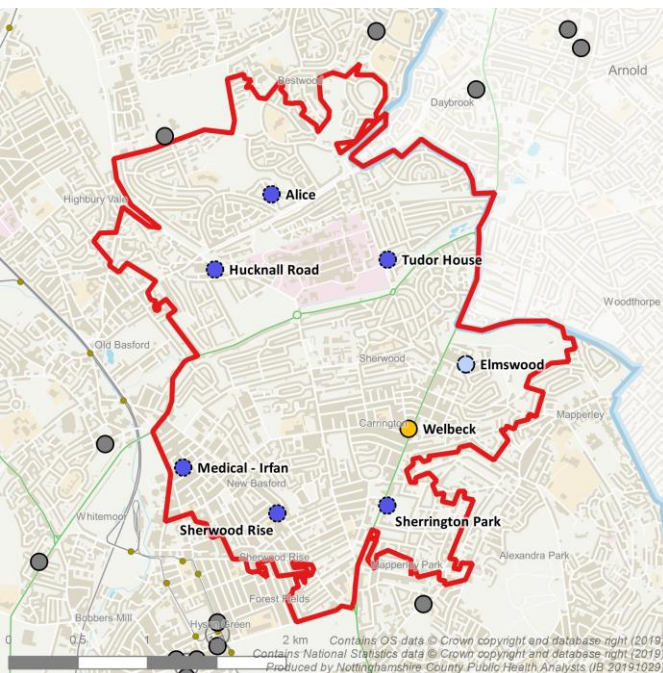 Bestwood
Arnold
Daybrook
Alice
Highbury Vale
Tudor House
Hucknall Road
Woodthorpe
Old Basford
Sherwood
Elmswood
Mapperley
Carrington
Welbeck
Medical - Irfan
New Basford
Whitemoor
Sherrington Park
Sherwood Rise
Sherwood Rise
Alexandra Park
Mapperley Park
Forest Fields
Bobbers Mill
Hyson Green
0 0.5 1 2 km
Contains OS data © Crown copyright and database right (2019)
Contains National Statistics data © Crown copyright and database right (2019)
Produced by Nottinghamshire County Public Health Analysts (IB 20191029)